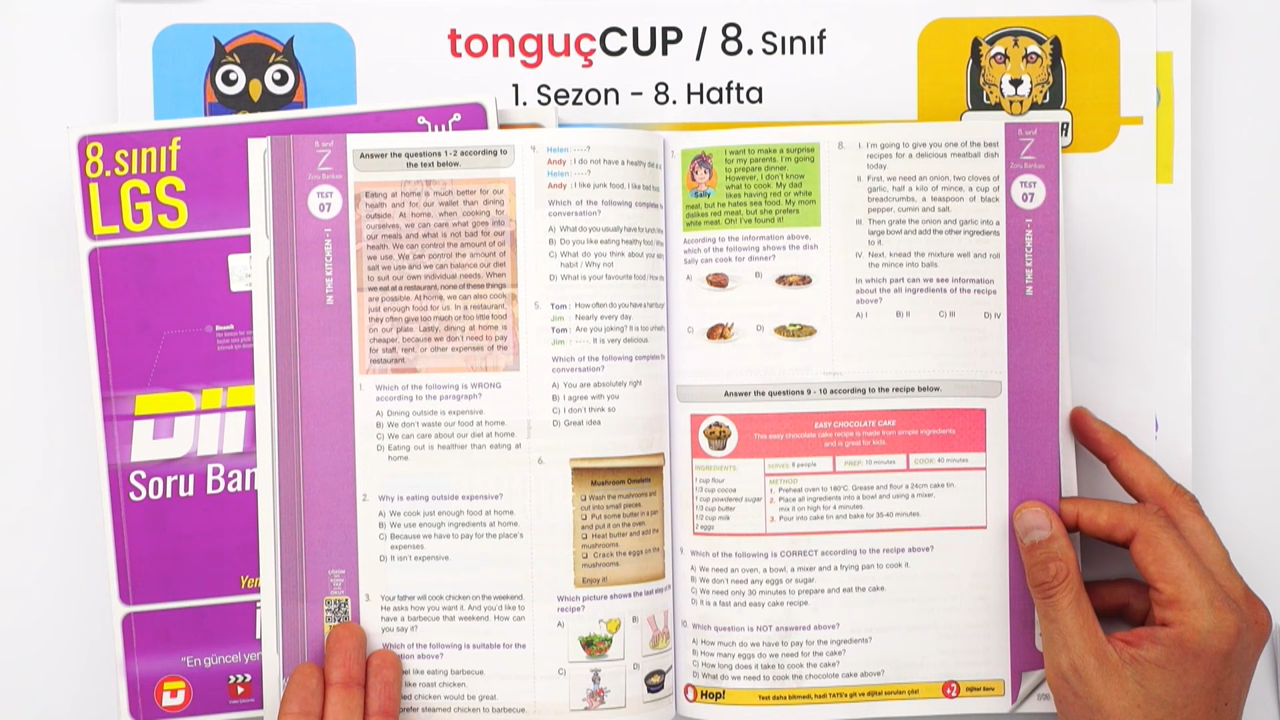 tonguçCUP / 8. Sınıf
1. Sezon - 8. Hafta
8.sınıf
LGS
Soru Ban
Yen
"En güncel yer
8. sınıf
Z
Soru Bankası
TEST
07
IN THE KITCHEN - I
Answer the questions 1-2 according to
the text below.
Eating at home is much better for our
health and for our wallet than dining
outside. At home, when cooking for
ourselves, we can care what goes into
our meals and what is not bad for our
health. We can control the amount of oil
we use. We can control the amount of
salt we use and we can balance our diet
to suit our own individual needs. When
we eat at a restaurant, none of these things
are possible. At home, we can also cook
just enough food for us. In a restaurant,
they often give too much or too little food
on our plate. Lastly, dining at home is
cheaper, because we don't need to pay
for staff, rent, or other expenses of the
restaurant.
1. Which of the following is WRONG
according to the paragraph?
A) Dining outside is expensive.
B) We don't waste our food at home.
C) We can care about our diet at home.
D) Eating out is healthier than eating at
home.
2. Why is eating outside expensive?
A) We cook just enough food at home.
B) We use enough ingredients at home.
C) Because we have to pay for the place's
expenses.
D) It isn't expensive.
3. Your father will cook chicken on the weekend.
He asks how you want it. And you'd like to
have a barbecue that weekend. How can
you say it?
Which of the following is suitable for the
tion above?
el like eating barbecue.
like roast chicken.
ed chicken would be great.
prefer steamed chicken to barbecue.
4. Helen: ----?
Andy : I do not have a healthy diet
Helen: ----?
Andy : I like junk food, I like
Which of the following completes
conversation?
A) What do you usually have for
B) Do you like eating healthy food
C) What do you think about
habit / Why not
D) What is your favourite food /
5. Tom : How often do you have a
Jim : Nearly every day.
Tom : Are you joking? It is too
Jim : ----. It is very delicious.
Which of the following completes
conversation?
A) You are absolutely right
B) I agree with you
C) I don't think so
D) Great idea
6.
Mushroom Omelette
Wash the mushrooms and
cut into small pieces.
Put some butter in a pan
and put it on the oven.
Heat butter and add the
mushrooms.
Crack the eggs on the
mushrooms.
Enjoy it!
Which picture shows the last step of
recipe?
A) B)
C) D)
7.
I want to make a surprise
for my parents. I'm going
to prepare dinner.
However, I don't know
what to cook. My dad
likes having red or white
meat, but he hates sea food. My mom
dislikes red meat, but she prefers
white meat. Oh! I've found it!
Sally
According to the information above,
which of the following shows the dish
Sally can cook for dinner?
A) B)
C) D)
8. I. I'm going to give you one of the best
recipes for a delicious meatball dish
today.
II. First, we need an onion, two cloves of
garlic, half a kilo of mince, a cup of
breadcrumbs, a teaspoon of black
pepper, cumin and salt.
III. Then grate the onion and garlic into a
large bowl and add the other ingredients
to it.
IV. Next, knead the mixture well and roll
the mince into balls.
In which part can we see information
about all the ingredients of the recipe
above?
A) I B) II C) III D) IV
Answer the questions 9 - 10 according to the recipe below.
EASY CHOCOLATE CAKE
This easy chocolate cake recipe is made from simple ingredients
and is great for kids.
INGREDIENTS:
1 cup flour
1/3 cup cocoa
1 cup powdered sugar
1/3 cup butter
1/2 cup milk
2 eggs
SERVES: 8 people
PREP: 10 minutes
COOK: 40 minutes
METHOD
1. Preheat oven to 180°C. Grease and flour a 24cm cake tin.
2. Place all ingredients into a bowl and using a mixer,
mix it on high for 4 minutes.
3. Pour into cake tin and bake for 35-40 minutes.
9. Which of the following is CORRECT according to the recipe above?
A) We need an oven, a bowl, a mixer and a frying pan to cook it.
B) We don't need any eggs or sugar.
C) We need only 30 minutes to prepare and eat the cake.
D) It is a fast and easy cake recipe.
10. Which question is NOT answered above?
A) How much do we have to pay for the ingredients?
B) How many eggs do we need for the cake?
C) How long does it take to cook the cake?
D) What do we need to cook the chocolate cake above?
Hop!
Test daha bitmedi, hadi TATS'a git ve dijital soruları çöz!
+2
Dijital Soru
8. sınıf
Z
Soru Bankası
TEST
07
IN THE KITCHEN - I